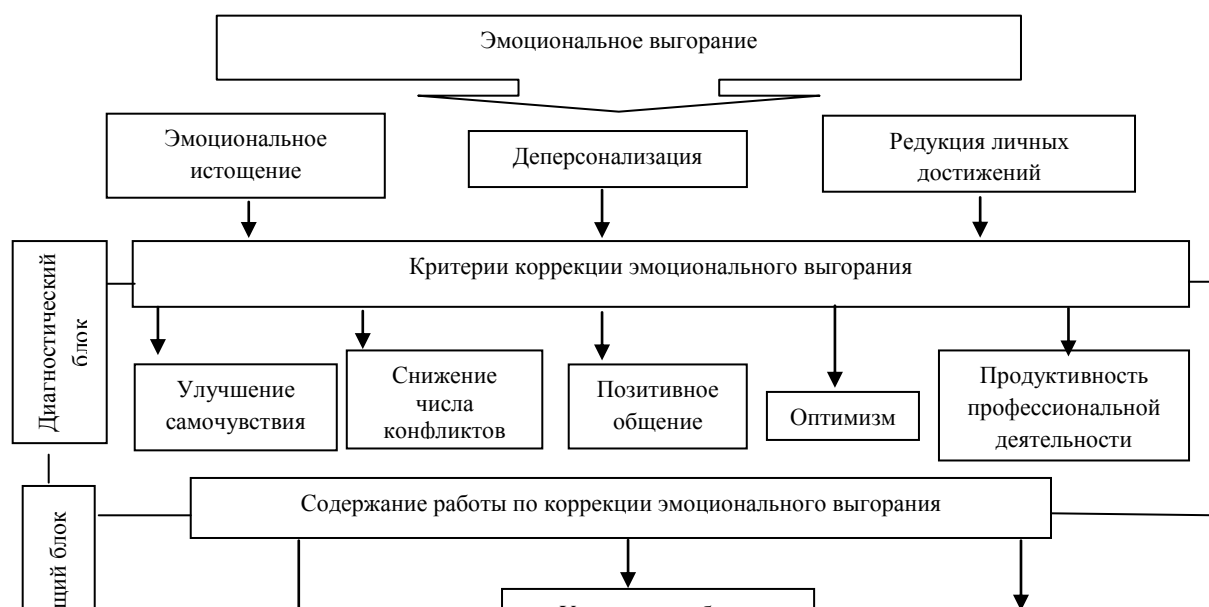 Эмоциональное выгорание
Эмоциональное
истощение
Деперсонализация
Редукция личных
достижений
Диагностический
блок
Критерии коррекции эмоционального выгорания
Улучшение
самочувствия
Снижение
числа
конфликтов
Позитивное
общение
Оптимизм
Продуктивность
профессиональной
деятельности
Содержание работы по коррекции эмоционального выгорания
блок